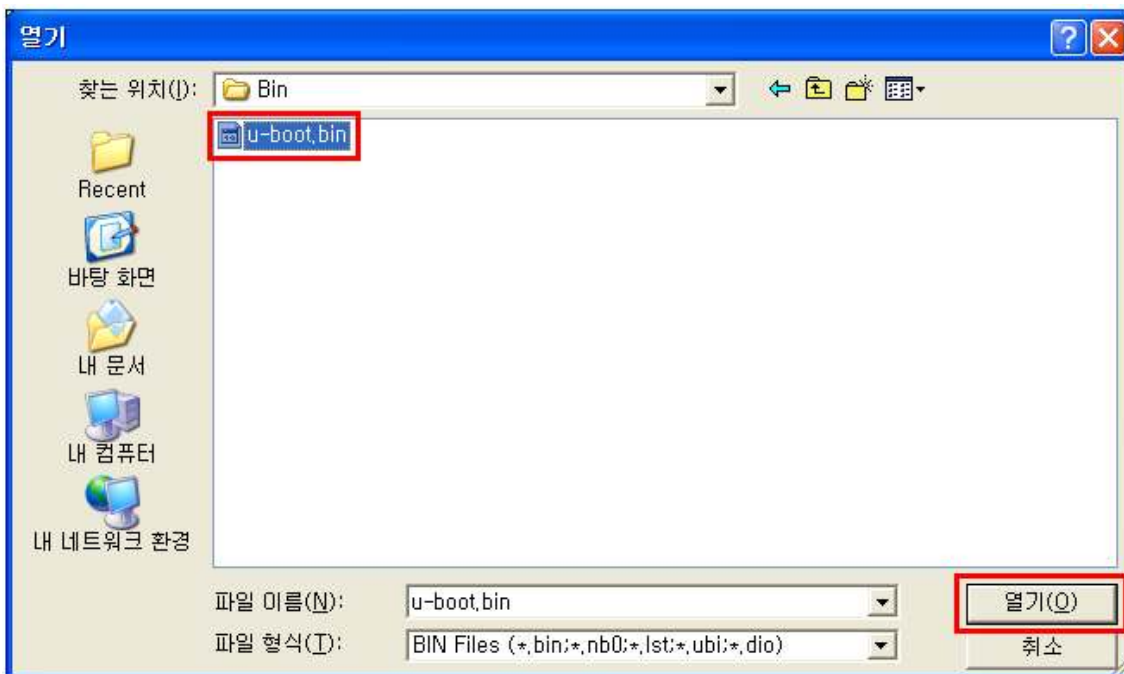 열기
찾는 위치(I): Bin
u-boot.bin
Recent
바탕 화면
내 문서
내 컴퓨터
내 네트워크 환경
파일 이름(N): u-boot.bin 열기(O)
파일 형식(T): BIN Files (*.bin;*.nb0;*.lst;*.ubi;*.dio) 취소